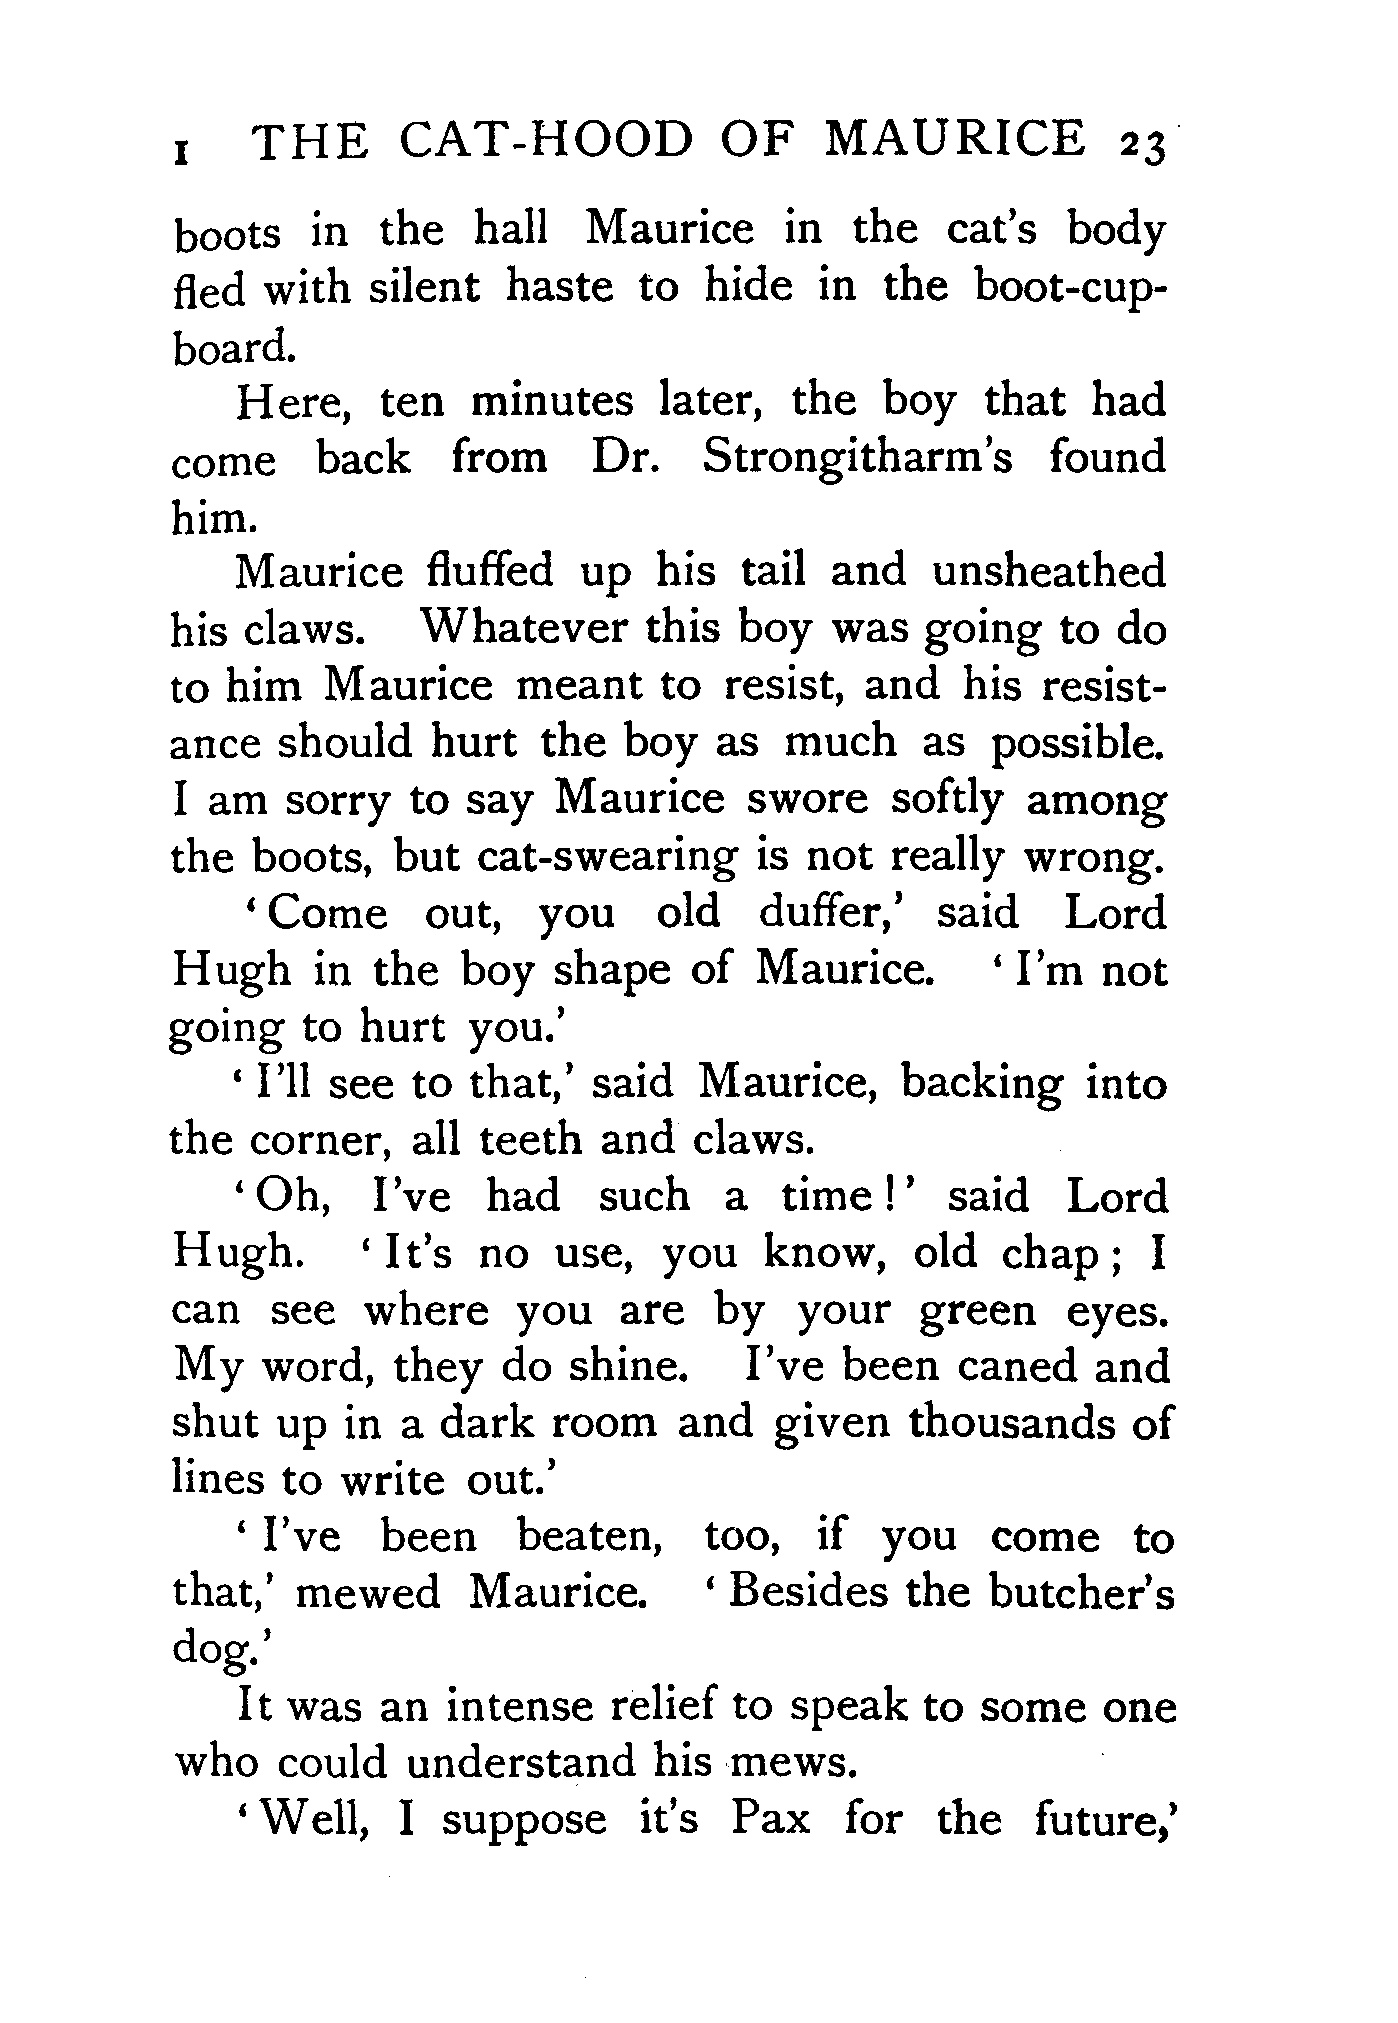 I THE CAT-HOOD OF MAURICE 23
boots in the hall Maurice in the cat's body
fled with silent haste to hide in the boot-cup-
board.
Here, ten minutes later, the boy that had
come back from Dr. Strongitharm's found
him.
Maurice fluffed up his tail and unsheathed
his claws. Whatever this boy was going to do
to him Maurice meant to resist, and his resist-
ance should hurt the boy as much as possible.
I am sorry to say Maurice swore softly among
the boots, but cat-swearing is not really wrong.
‘Come out, you old duffer,’ said Lord
Hugh in the boy shape of Maurice. ‘I'm not
going to hurt you.’
‘I'll see to that,’ said Maurice, backing into
the corner, all teeth and claws.
‘Oh, I've had such a time!’ said Lord
Hugh. ‘It's no use, you know, old chap; I
can see where you are by your green eyes.
My word, they do shine. I've been caned and
shut up in a dark room and given thousands of
lines to write out.’
‘I've been beaten, too, if you come to
that,’ mewed Maurice. ‘Besides the butcher's
dog.’
It was an intense relief to speak to some one
who could understand his mews.
‘Well, I suppose it's Pax for the future,’